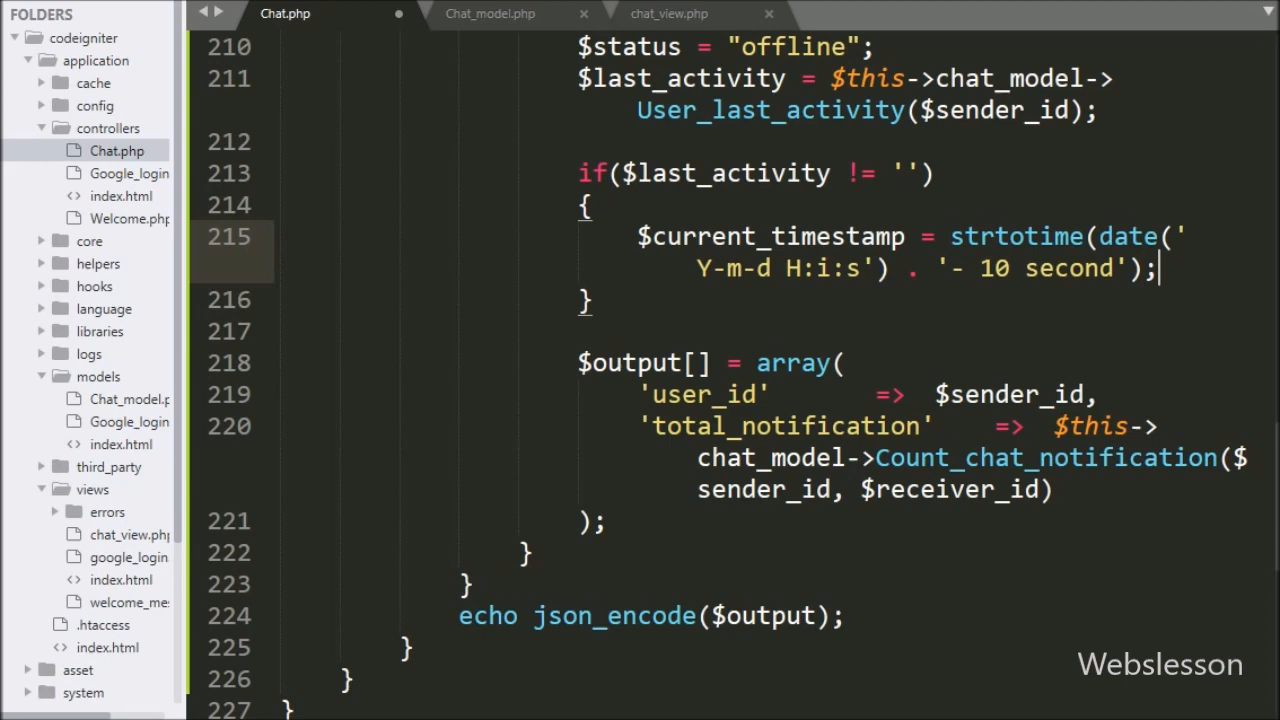 FOLDERS
codeigniter
application
cache
config
controllers
Chat.php
Google_login
index.html
Welcome.php
core
helpers
hooks
language
libraries
logs
models
Chat_model.p
Google_login
index.html
third_party
views
errors
chat_view.php
google_login
index.html
welcome_mes
.htaccess
index.html
asset
system
Chat.php
Chat_model.php
chat_view.php
210 $status = "offline";
211 $last_activity = $this->chat_model->
User_last_activity($sender_id);
212
213 if($last_activity != '')
214 {
215 $current_timestamp = strtotime(date('
Y-m-d H:i:s') . '- 10 second');
216 }
217
218 $output[] = array(
219 'user_id' => $sender_id,
220 'total_notification' => $this->
chat_model->Count_chat_notification($
sender_id, $receiver_id)
221 );
222 }
223 }
224 echo json_encode($output);
225 }
226 }
227 }
Webslesson